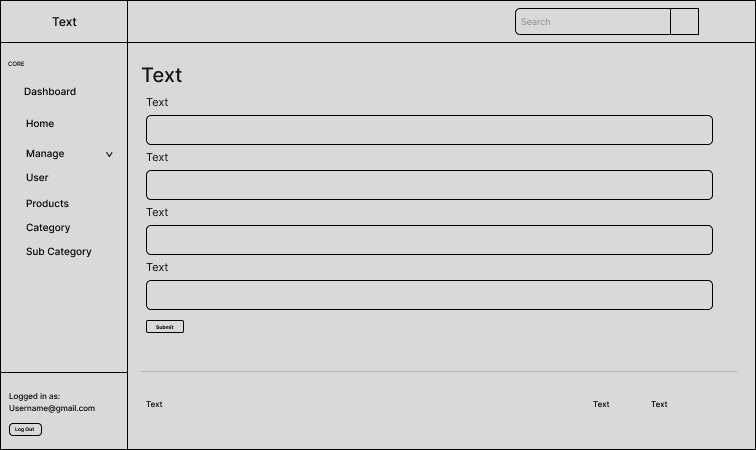 Text
Search
CORE
Dashboard
Home
Manage
User
Products
Category
Sub Category
Logged in as:
Username@gmail.com
Log Out
Text
Text
Text
Text
Text
Submit
Text
Text
Text